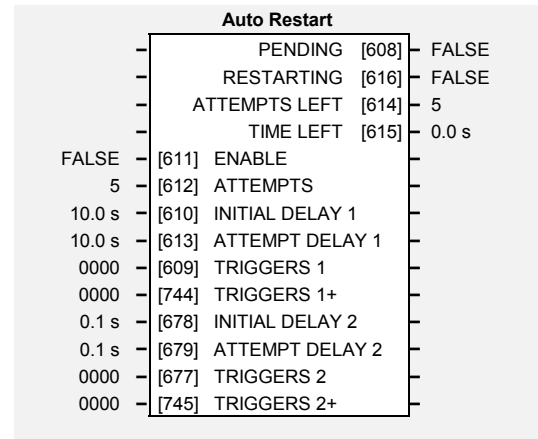 Auto Restart
PENDING [608] FALSE
RESTARTING [616] FALSE
ATTEMPTS LEFT [614] 5
TIME LEFT [615] 0.0 s
FALSE [611] ENABLE
5 [612] ATTEMPTS
10.0 s [610] INITIAL DELAY 1
10.0 s [613] ATTEMPT DELAY 1
0000 [609] TRIGGERS 1
0000 [744] TRIGGERS 1+
0.1 s [678] INITIAL DELAY 2
0.1 s [679] ATTEMPT DELAY 2
0000 [677] TRIGGERS 2
0000 [745] TRIGGERS 2+